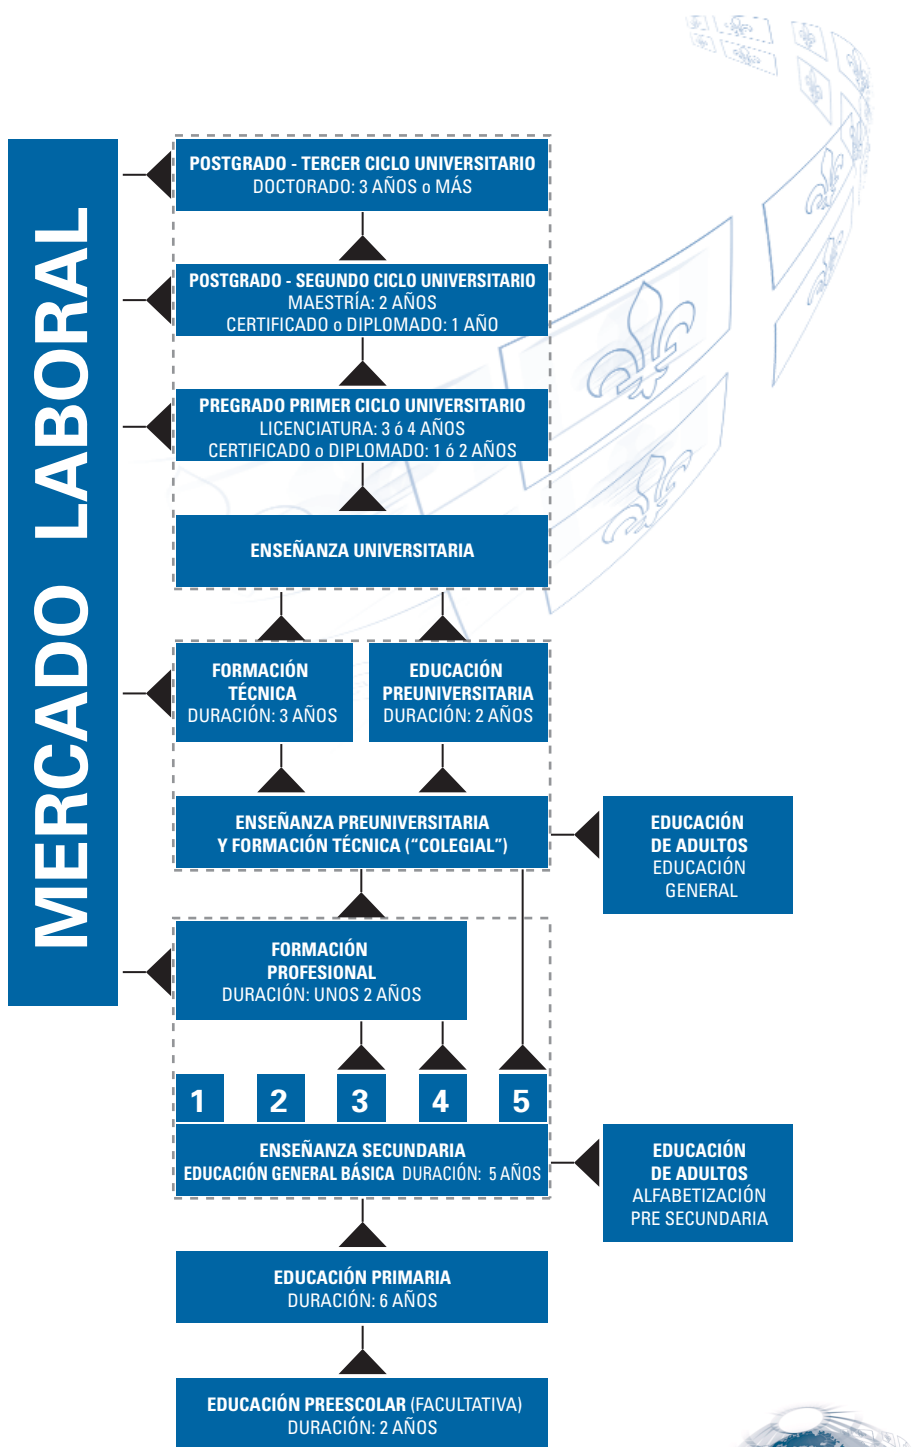 MERCADO LABORAL
POSTGRADO - TERCER CICLO UNIVERSITARIO
DOCTORADO: 3 AÑOS o MÁS
POSTGRADO - SEGUNDO CICLO UNIVERSITARIO
MAESTRÍA: 2 AÑOS
CERTIFICADO o DIPLOMADO: 1 AÑO
PREGRADO PRIMER CICLO UNIVERSITARIO
LICENCIATURA: 3 ó 4 AÑOS
CERTIFICADO o DIPLOMADO: 1 ó 2 AÑOS
ENSEÑANZA UNIVERSITARIA
FORMACIÓN
TÉCNICA
DURACIÓN: 3 AÑOS
EDUCACIÓN
PREUNIVERSITARIA
DURACIÓN: 2 AÑOS
ENSEÑANZA PREUNIVERSITARIA
Y FORMACIÓN TÉCNICA ("COLEGIAL")
EDUCACIÓN
DE ADULTOS
EDUCACIÓN
GENERAL
FORMACIÓN
PROFESIONAL
DURACIÓN: UNOS 2 AÑOS
1 2 3 4 5
ENSEÑANZA SECUNDARIA
EDUCACIÓN GENERAL BÁSICA DURACIÓN: 5 AÑOS
EDUCACIÓN
DE ADULTOS
ALFABETIZACIÓN
PRE SECUNDARIA
EDUCACIÓN PRIMARIA
DURACIÓN: 6 AÑOS
EDUCACIÓN PREESCOLAR (FACULTATIVA)
DURACIÓN: 2 AÑOS